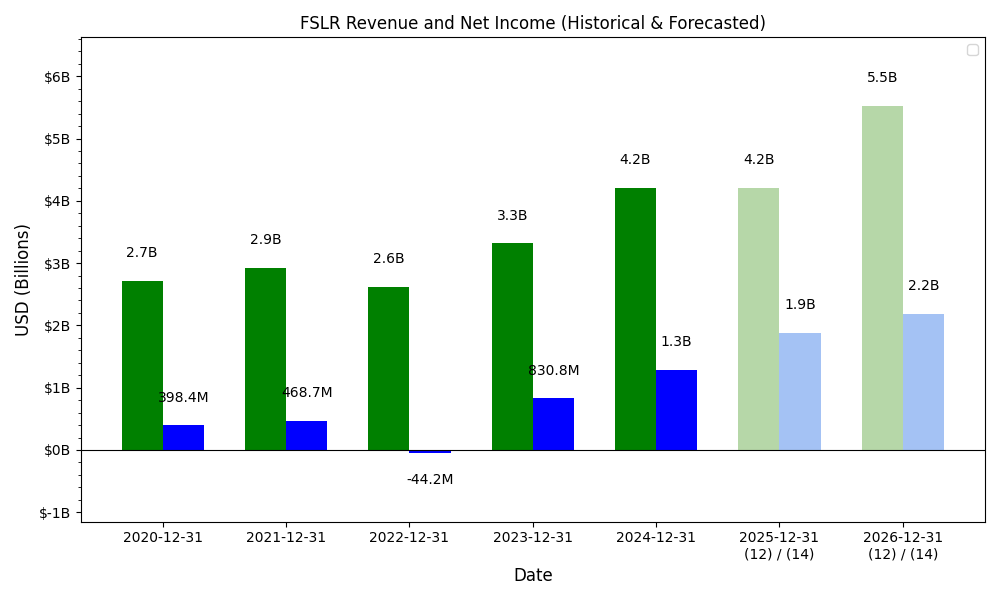 FSLR Revenue and Net Income (Historical & Forecasted)
$6B
$5B
$4B
$3B
$2B
$1B
$0B
$-1B
USD (Billions)
2.7B
398.4M
2.9B
468.7M
2.6B
-44.2M
3.3B
830.8M
4.2B
1.3B
4.2B
1.9B
5.5B
2.2B
2020-12-31
2021-12-31
2022-12-31
2023-12-31
2024-12-31
2025-12-31
(12) / (14)
2026-12-31
(12) / (14)
Date